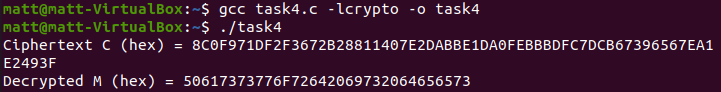 matt@matt-VirtualBox:~$ gcc task4.c -lcrypto -o task4
matt@matt-VirtualBox:~$ ./task4
Ciphertext C (hex) = 8C0F971DF2F3672B28811407E2DABBE1DA0FEBBBDFC7DCB67396567EA1
E2493F
Decrypted M (hex) = 50617373776F72642069732064656573